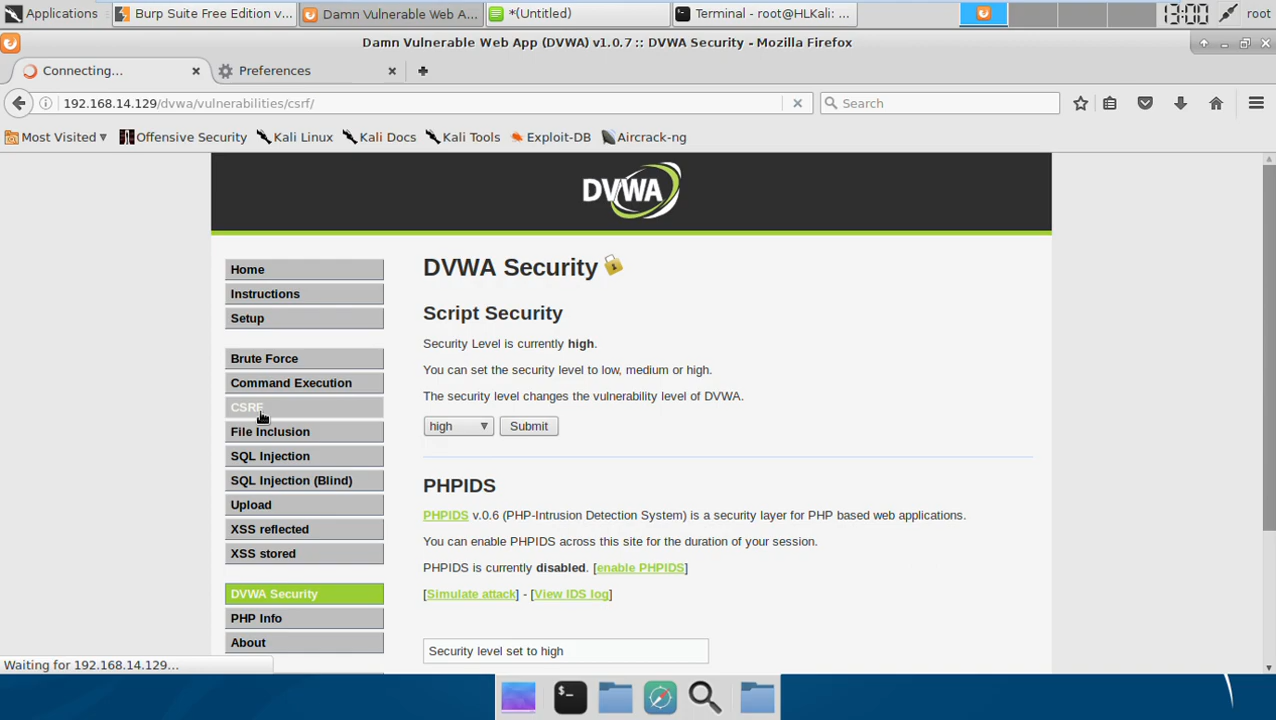 Applications
Burp Suite Free Edition v...
Damn Vulnerable Web A...
*(Untitled)
Terminal - root@HLKali: ...
13:00
root
Damn Vulnerable Web App (DVWA) v1.0.7 :: DVWA Security - Mozilla Firefox
Connecting...
Preferences
192.168.14.129/dvwa/vulnerabilities/csrf/
Search
Most Visited
Offensive Security
Kali Linux
Kali Docs
Kali Tools
Exploit-DB
Aircrack-ng
DVWA
Home
Instructions
Setup
Brute Force
Command Execution
CSRF
File Inclusion
SQL Injection
SQL Injection (Blind)
Upload
XSS reflected
XSS stored
DVWA Security
PHP Info
About
DVWA Security
Script Security
Security Level is currently high.
You can set the security level to low, medium or high.
The security level changes the vulnerability level of DVWA.
high
Submit
PHPIDS
PHPIDS v.0.6 (PHP-Intrusion Detection System) is a security layer for PHP based web applications.
You can enable PHPIDS across this site for the duration of your session.
PHPIDS is currently disabled. [enable PHPIDS]
[Simulate attack] - [View IDS log]
Security level set to high
Waiting for 192.168.14.129...